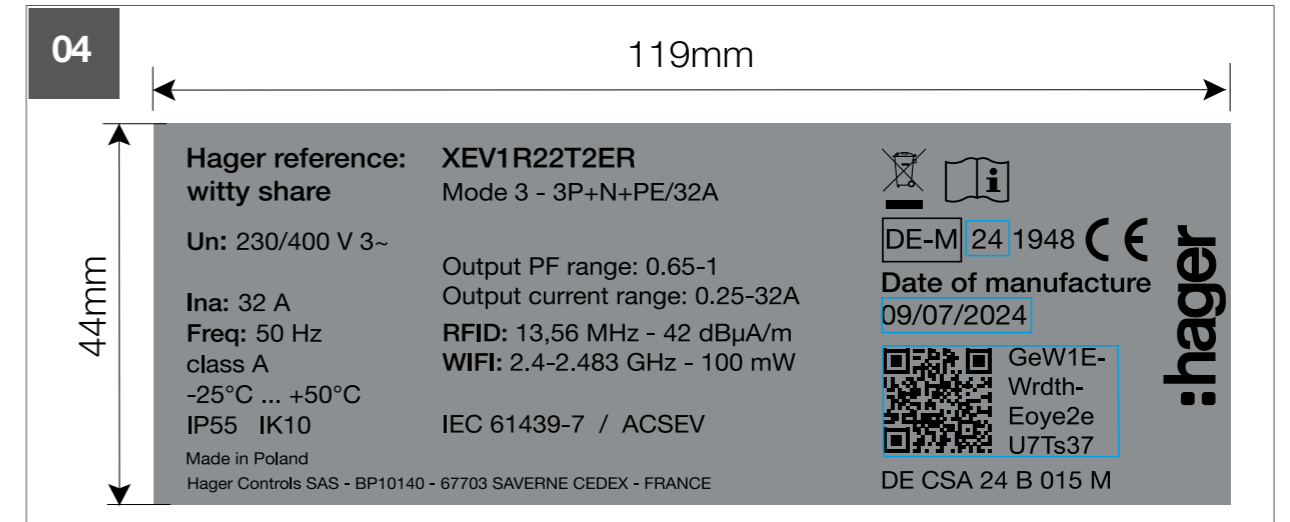 04
119mm
44mm
Hager reference: XEV1R22T2ER
witty share Mode 3 - 3P+N+PE/32A
Un: 230/400 V 3~
Output PF range: 0.65-1
Ina: 32 A Output current range: 0.25-32A
Freq: 50 Hz RFID: 13,56 MHz - 42 dBµA/m
class A WIFI: 2.4-2.483 GHz - 100 mW
-25°C ... +50°C
IP55 IK10 IEC 61439-7 / ACSEV
Made in Poland
Hager Controls SAS - BP10140 - 67703 SAVERNE CEDEX - FRANCE
i
DE-M 24 1948 CE
Date of manufacture
09/07/2024
GeW1E-
Wrdth-
Eoye2e
U7Ts37
DE CSA 24 B 015 M
:hager